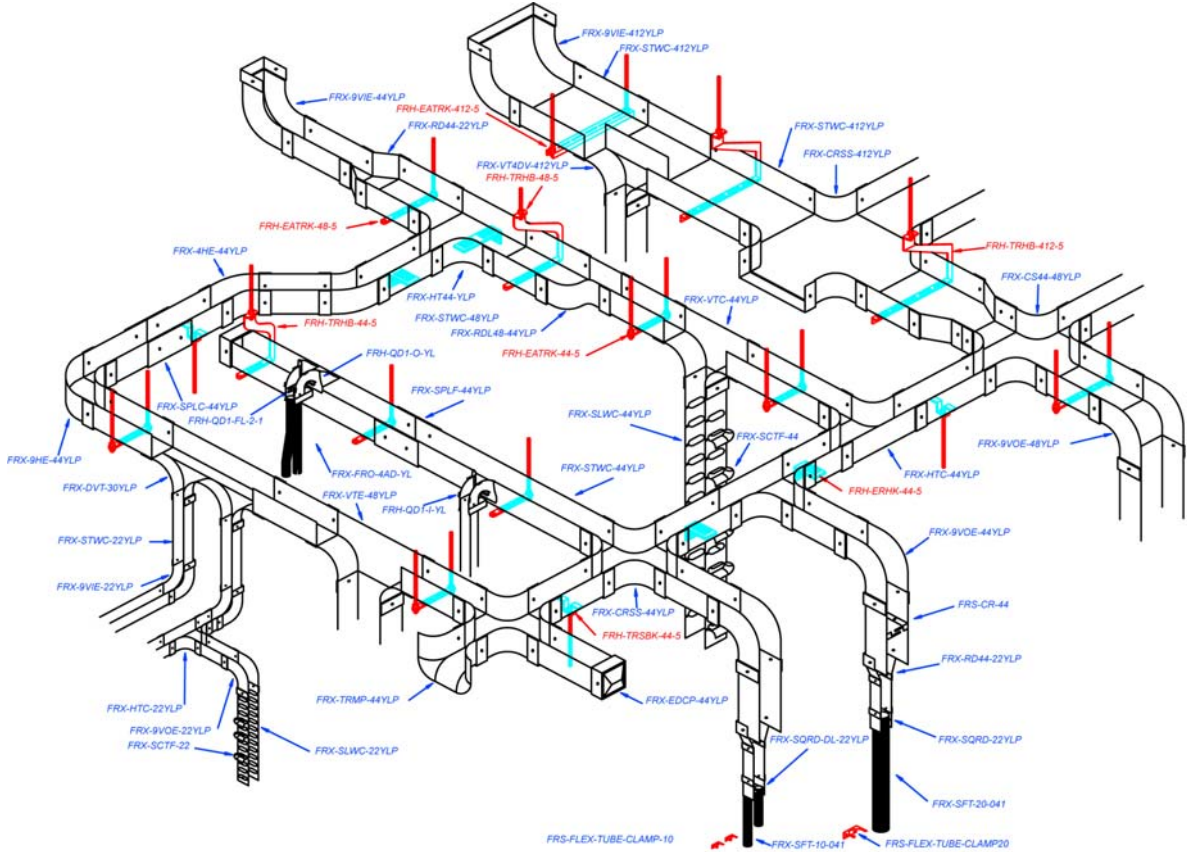 FRX-9VIE-412YLP
FRX-STWC-412YLP
FRX-9VIE-44YLP
FRH-EATRK-412-5
FRX-RD44-22YLP
FRX-STWC-412YLP
FRX-CRSS-412YLP
FRX-VT4DV-412YLP
FRH-TRHB-48-5
FRH-EATRK-48-5
FRX-4HE-44YLP
FRH-TRHB-412-5
FRX-CS44-48YLP
FRX-HT44-YLP
FRX-VTC-44YLP
FRX-STWC-48YLP
FRH-TRHB-44-5
FRX-RDL48-44YLP
FRH-EATRK-44-5
FRH-QD1-O-YL
FRX-SPLC-44YLP
FRX-SPLF-44YLP
FRX-SLWC-44YLP
FRH-QD1-FL-2-1
FRX-SCTF-44
FRX-9VOE-48YLP
FRX-9HE-44YLP
FRX-STWC-44YLP
FRX-FRO-4AD-YL
FRX-HTC-44YLP
FRX-DVT-30YLP
FRX-VTE-48YLP
FRH-ERHK-44-5
FRH-QD1-I-YL
FRX-9VOE-44YLP
FRX-STWC-22YLP
FRX-9VIE-22YLP
FRS-CR-44
FRX-CRSS-44YLP
FRH-TRSBK-44-5
FRX-RD44-22YLP
FRX-TRMP-44YLP
FRX-EDCP-44YLP
FRX-HTC-22YLP
FRX-9VOE-22YLP
FRX-SCTF-22
FRX-SLWC-22YLP
FRX-SQRD-DL-22YLP
FRX-SQRD-22YLP
FRX-SFT-20-041
FRS-FLEX-TUBE-CLAMP-10
FRX-SFT-10-041
FRS-FLEX-TUBE-CLAMP20